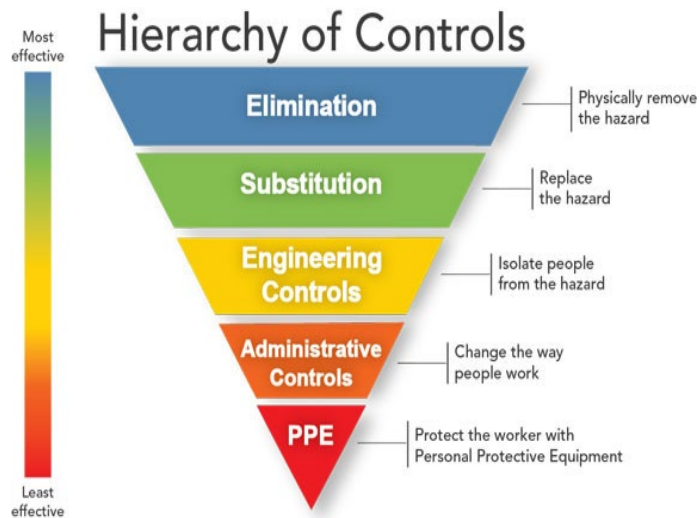 Hierarchy of Controls
Most
effective
Elimination
Physically remove
the hazard
Substitution
Replace
the hazard
Engineering
Controls
Isolate people
from the hazard
Administrative
Controls
Change the way
people work
PPE
Protect the worker with
Personal Protective Equipment
Least
effective